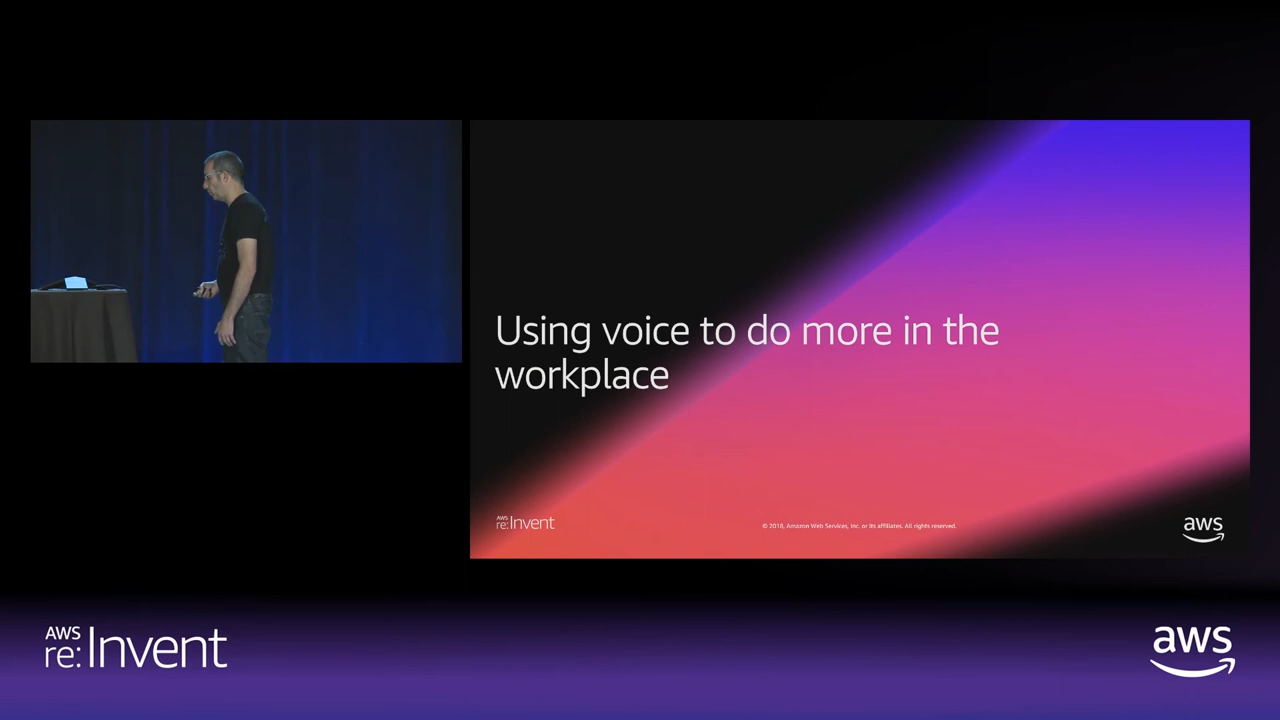 Using voice to do more in the
workplace
AWS
re:Invent
© 2018, Amazon Web Services, Inc. or its affiliates. All rights reserved.
aws
AWS
re:Invent
aws